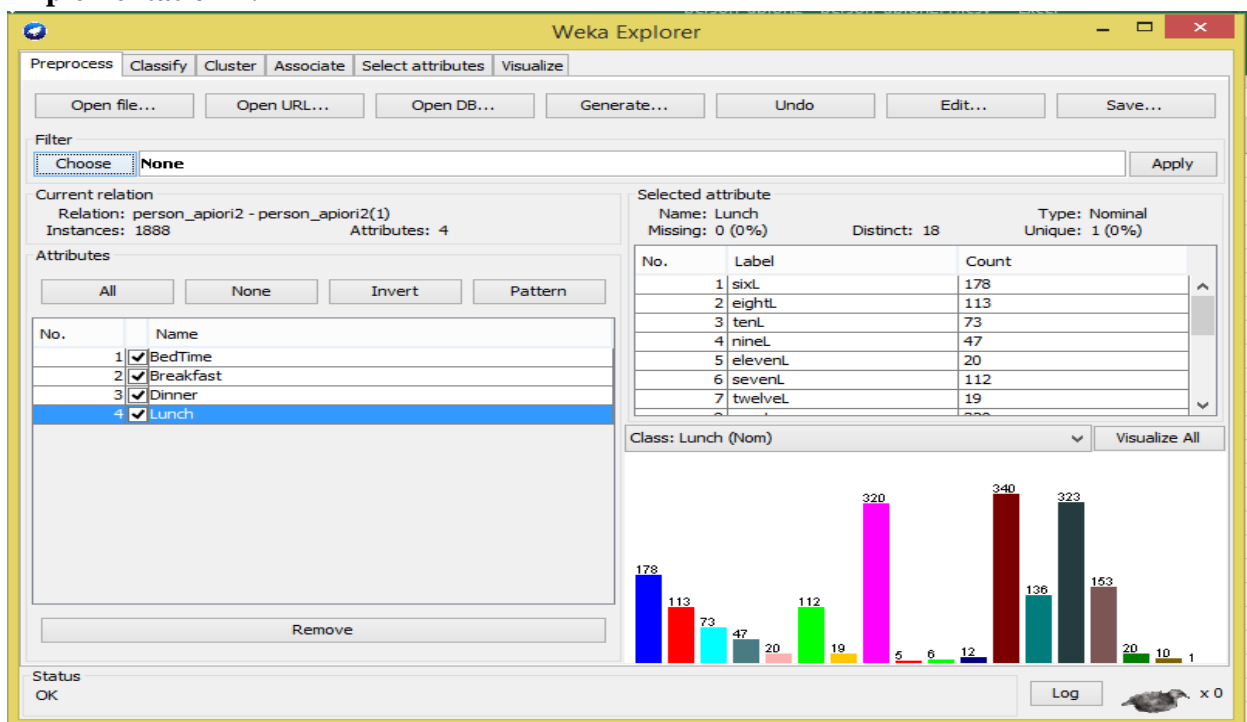 Weka Explorer
Preprocess Classify Cluster Associate Select attributes Visualize
Open file... Open URL... Open DB... Generate... Undo Edit... Save...
Filter
Choose None Apply
Current relation
Relation: person_apiori2 - person_apiori2(1)
Instances: 1888 Attributes: 4
Attributes
All None Invert Pattern
No. Name
1 BedTime
2 Breakfast
3 Dinner
4 Lunch
Remove
Selected attribute
Name: Lunch Type: Nominal
Missing: 0 (0%) Distinct: 18 Unique: 1 (0%)
No. Label Count
1 sixL 178
2 eightL 113
3 tenL 73
4 nineL 47
5 elevenL 20
6 sevenL 112
7 twelveL 19
Class: Lunch (Nom) Visualize All
178 113 73 47 20 112 19 320 5 6 12 340 136 323 153 20 10 1
Status
OK Log x 0